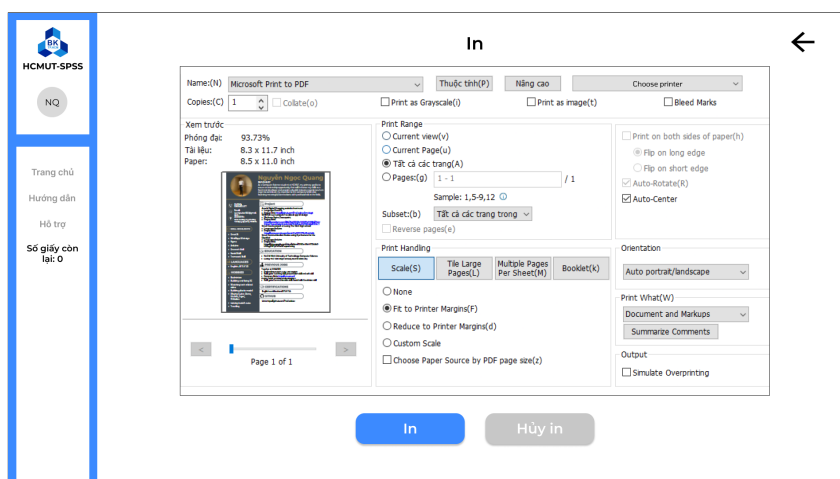 BK
HCMUT-SPSS
NQ
Trang chủ
Hướng dẫn
Hỗ trợ
Số giấy còn
lại: 0
In
Name:(N) Microsoft Print to PDF Thuộc tính(P) Nâng cao Choose printer
Copies:(C) 1 Collate(o) Print as Grayscale(i) Print as image(t) Bleed Marks
Xem trước
Phóng đại: 93.73%
Tài liệu: 8.3 x 11.7 inch
Paper: 8.5 x 11.0 inch
Nguyễn Ngọc Quang
<
>
Page 1 of 1
Print Range
Current view(v)
Current Page(u)
Tất cả các trang(A)
Pages:(g) 1 - 1 / 1
Sample: 1,5-9,12
Subset:(b) Tất cả các trang trong
Reverse pages(e)
Print on both sides of paper(h)
Flip on long edge
Flip on short edge
Auto-Rotate(R)
Auto-Center
Print Handling
Scale(S)
Tile Large
Pages(L)
Multiple Pages
Per Sheet(M)
Booklet(k)
None
Fit to Printer Margins(F)
Reduce to Printer Margins(d)
Custom Scale
Choose Paper Source by PDF page size(z)
Orientation
Auto portrait/landscape
Print What(W)
Document and Markups
Summarize Comments
Output
Simulate Overprinting
In
Hủy in